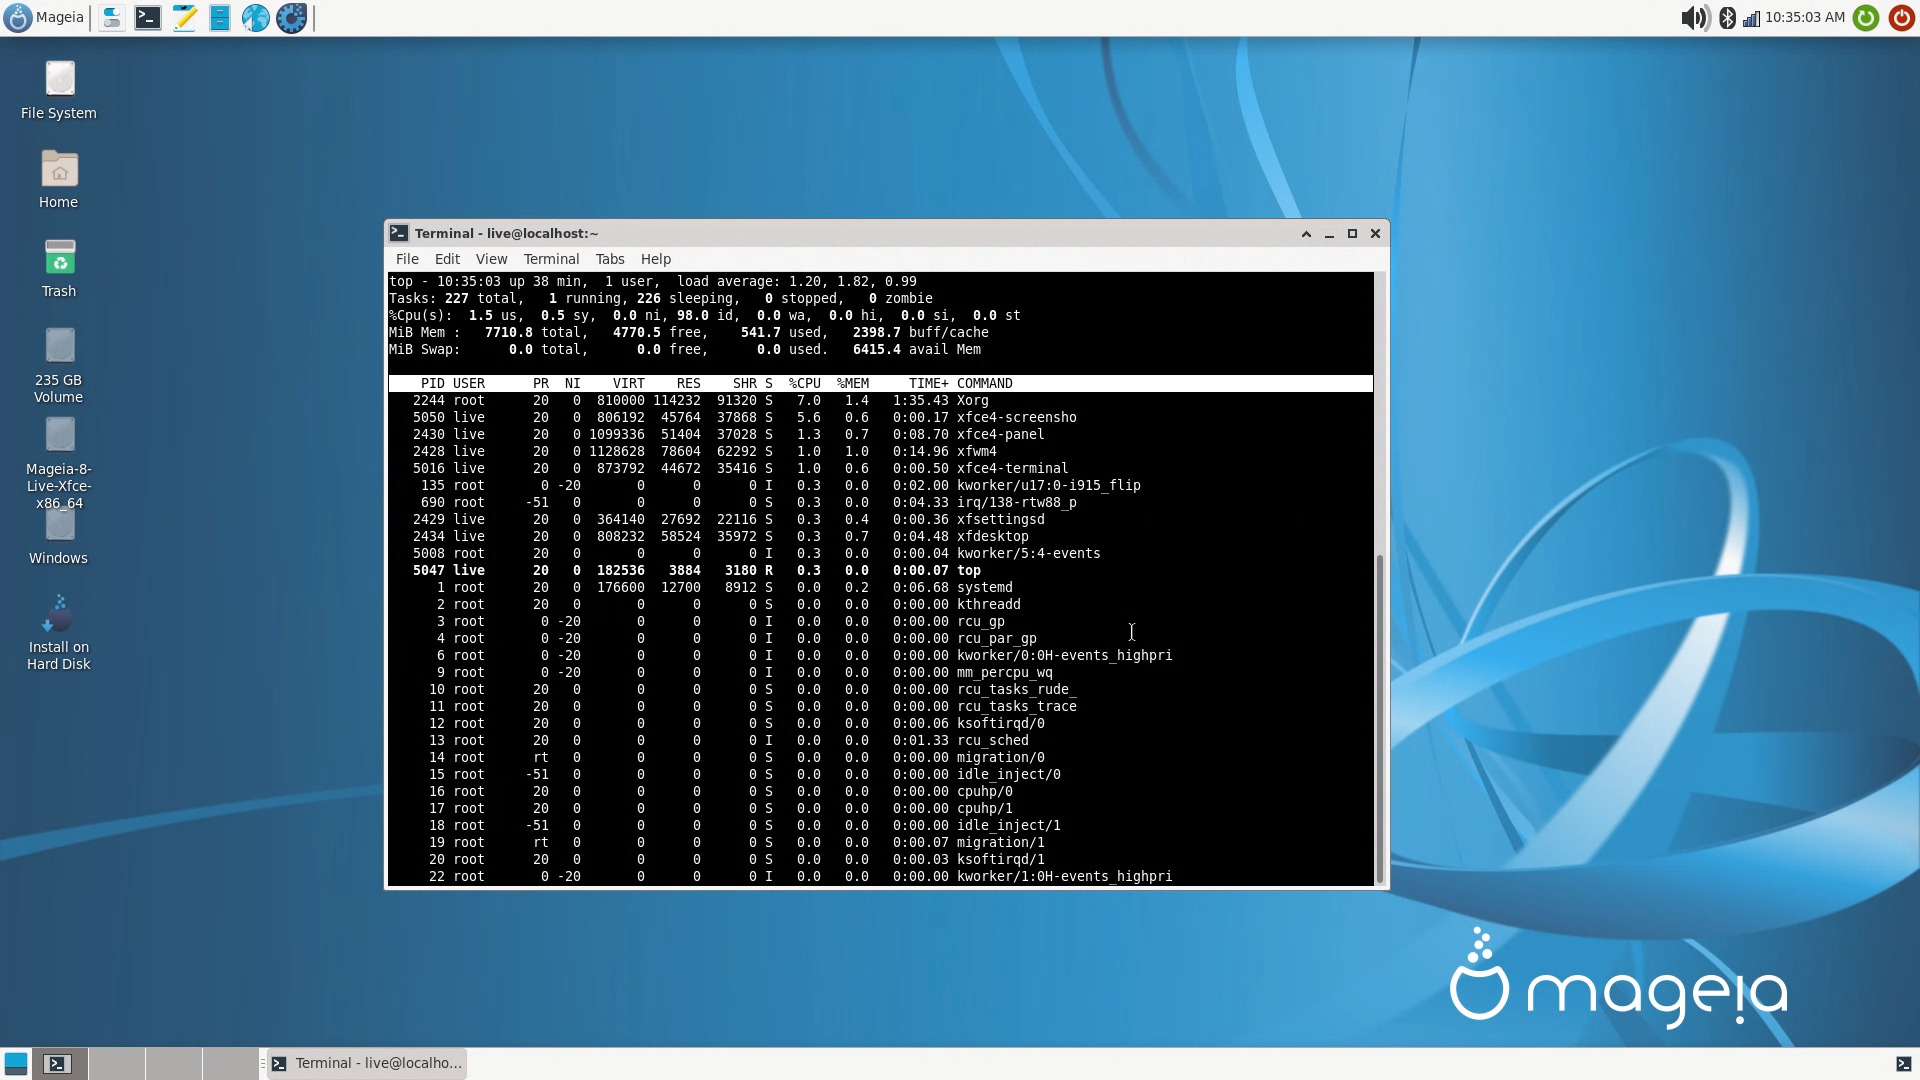 Mageia
10:35:03 AM
File System
Home
Trash
235 GB
Volume
Mageia-8-
Live-Xfce-
x86_64
Windows
Install on
Hard Disk
Terminal - live@localhost:~
File Edit View Terminal Tabs Help
top - 10:35:03 up 38 min,  1 user,  load average: 1.20, 1.82, 0.99
Tasks: 227 total,   1 running, 226 sleeping,   0 stopped,   0 zombie
%Cpu(s):  1.5 us,  0.5 sy,  0.0 ni, 98.0 id,  0.0 wa,  0.0 hi,  0.0 si,  0.0 st
MiB Mem :   7710.8 total,   4770.5 free,    541.7 used,   2398.7 buff/cache
MiB Swap:      0.0 total,      0.0 free,      0.0 used.   6415.4 avail Mem
PID USER PR NI VIRT RES SHR S %CPU %MEM TIME+ COMMAND
2244 root 20 0 810000 114232 91320 S 7.0 1.4 1:35.43 Xorg
5050 live 20 0 806192 45764 37868 S 5.6 0.6 0:00.17 xfce4-screensho
2430 live 20 0 1099336 51404 37028 S 1.3 0.7 0:08.70 xfce4-panel
2428 live 20 0 1128628 78604 62292 S 1.0 1.0 0:14.96 xfwm4
5016 live 20 0 873792 44672 35416 S 1.0 0.6 0:00.50 xfce4-terminal
135 root 0 -20 0 0 0 I 0.3 0.0 0:02.00 kworker/u17:0-i915_flip
690 root -51 0 0 0 0 S 0.3 0.0 0:04.33 irq/138-rtw88_p
2429 live 20 0 364140 27692 22116 S 0.3 0.4 0:00.36 xfsettingsd
2434 live 20 0 808232 58524 35972 S 0.3 0.7 0:04.48 xfdesktop
5008 root 20 0 0 0 0 I 0.3 0.0 0:00.04 kworker/5:4-events
5047 live 20 0 182536 3884 3180 R 0.3 0.0 0:00.07 top
1 root 20 0 176600 12700 8912 S 0.0 0.2 0:06.68 systemd
2 root 20 0 0 0 0 S 0.0 0.0 0:00.00 kthreadd
3 root 0 -20 0 0 0 I 0.0 0.0 0:00.00 rcu_gp
4 root 0 -20 0 0 0 I 0.0 0.0 0:00.00 rcu_par_gp
6 root 0 -20 0 0 0 I 0.0 0.0 0:00.00 kworker/0:0H-events_highpri
9 root 0 -20 0 0 0 I 0.0 0.0 0:00.00 mm_percpu_wq
10 root 20 0 0 0 0 S 0.0 0.0 0:00.00 rcu_tasks_rude_
11 root 20 0 0 0 0 S 0.0 0.0 0:00.00 rcu_tasks_trace
12 root 20 0 0 0 0 S 0.0 0.0 0:00.06 ksoftirqd/0
13 root 20 0 0 0 0 I 0.0 0.0 0:01.33 rcu_sched
14 root rt 0 0 0 0 S 0.0 0.0 0:00.00 migration/0
15 root -51 0 0 0 0 S 0.0 0.0 0:00.00 idle_inject/0
16 root 20 0 0 0 0 S 0.0 0.0 0:00.00 cpuhp/0
17 root 20 0 0 0 0 S 0.0 0.0 0:00.00 cpuhp/1
18 root -51 0 0 0 0 S 0.0 0.0 0:00.00 idle_inject/1
19 root rt 0 0 0 0 S 0.0 0.0 0:00.07 migration/1
20 root 20 0 0 0 0 S 0.0 0.0 0:00.03 ksoftirqd/1
22 root 0 -20 0 0 0 I 0.0 0.0 0:00.00 kworker/1:0H-events_highpri
mageia
Terminal - live@localho...